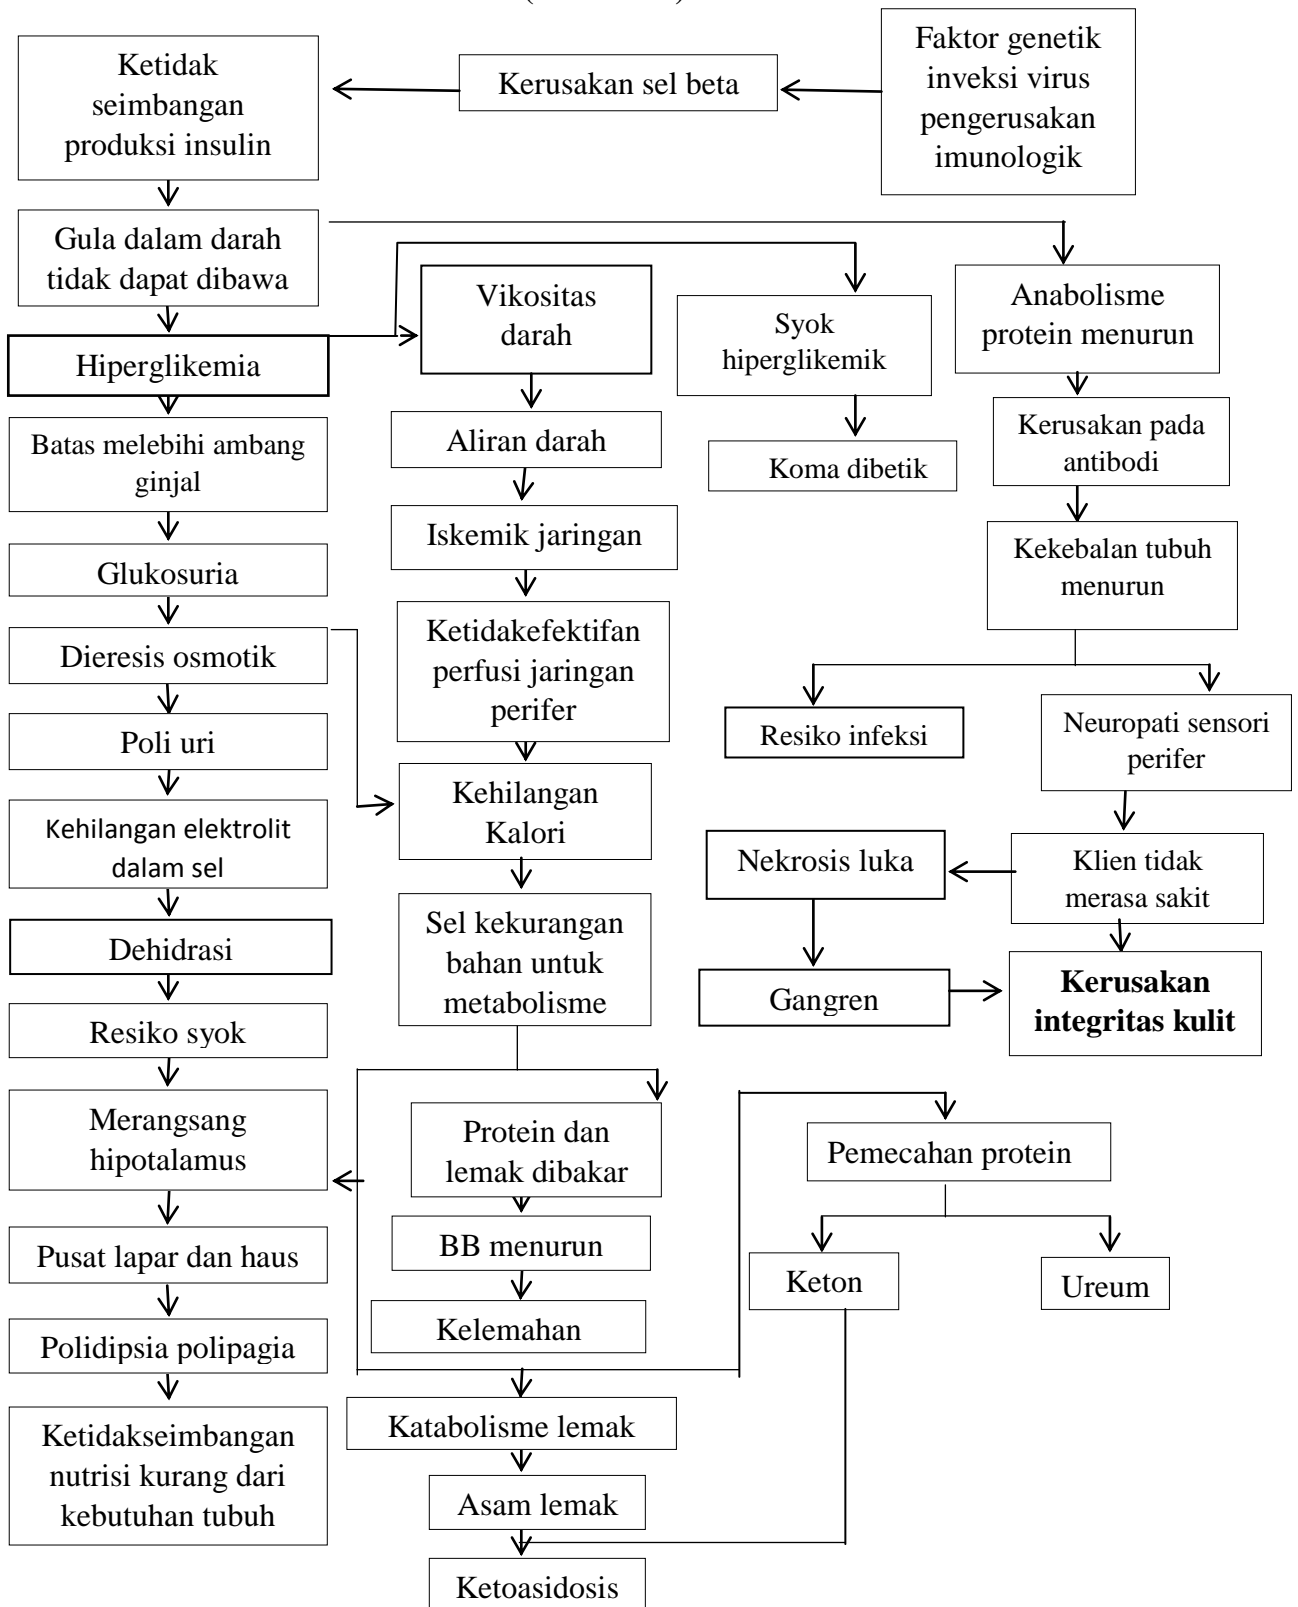 Ketidak
seimbangan
produksi insulin
Kerusakan sel beta
Faktor genetik
inveksi virus
pengerusakan
imunologik
Gula dalam darah
tidak dapat dibawa
Vikositas
darah
Syok
hiperglikemik
Anabolisme
protein menurun
Hiperglikemia
Batas melebihi ambang
ginjal
Aliran darah
Koma dibetik
Kerusakan pada
antibodi
Iskemik jaringan
Kekebalan tubuh
menurun
Glukosuria
Dieresis osmotik
Ketidakefektifan
perfusi jaringan
perifer
Resiko infeksi
Neuropati sensori
perifer
Poli uri
Kehilangan
Kalori
Kehilangan elektrolit
dalam sel
Nekrosis luka
Klien tidak
merasa sakit
Dehidrasi
Sel kekurangan
bahan untuk
metabolisme
Gangren
Kerusakan
integritas kulit
Resiko syok
Merangsang
hipotalamus
Protein dan
lemak dibakar
Pemecahan protein
Pusat lapar dan haus
BB menurun
Keton
Ureum
Polidipsia polipagia
Kelemahan
Ketidakseimbangan
nutrisi kurang dari
kebutuhan tubuh
Katabolisme lemak
Asam lemak
Ketoasidosis